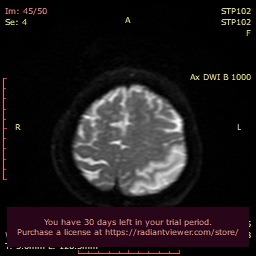 Im: 45/50
Se: 4
A
STP102
STP102
F
Ax DWI B 1000
R
L
You have 30 days left in your trial period.
Purchase a license at https://radiantviewer.com/store/